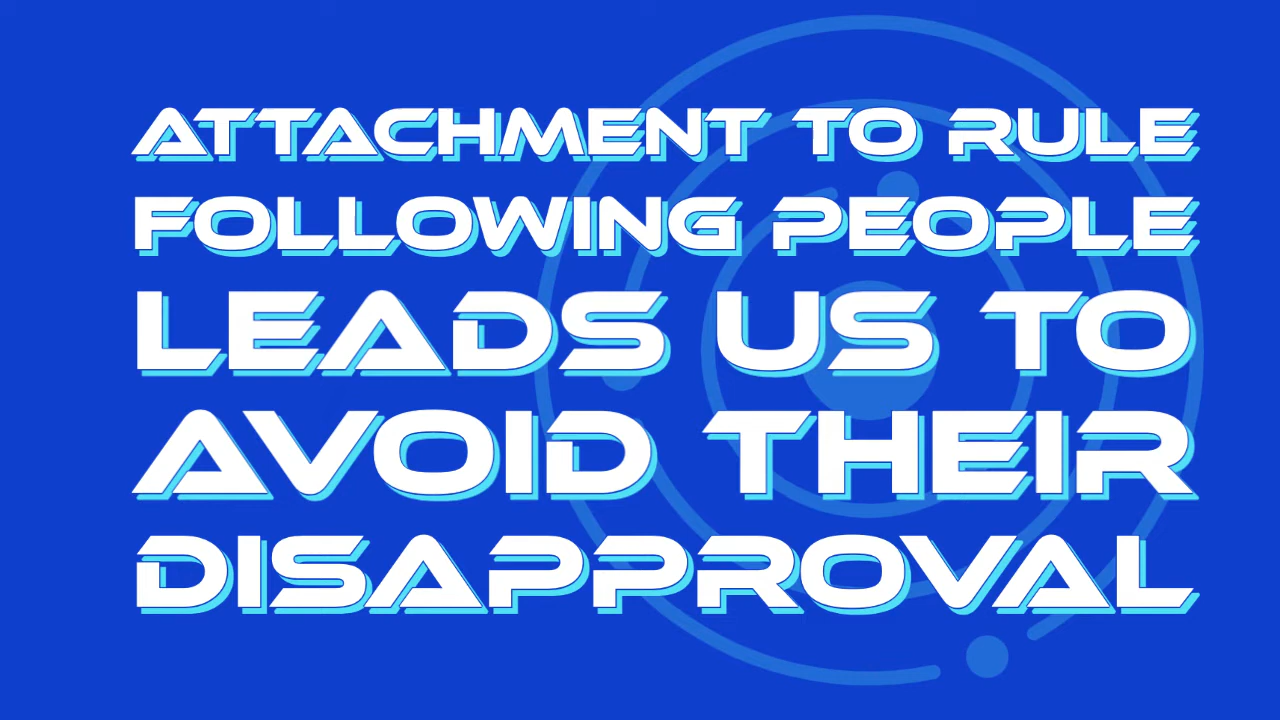 ATTACHMENT TO RULE
FOLLOWING PEOPLE
LEADS US TO
AVOID THEIR
DISAPPROVAL